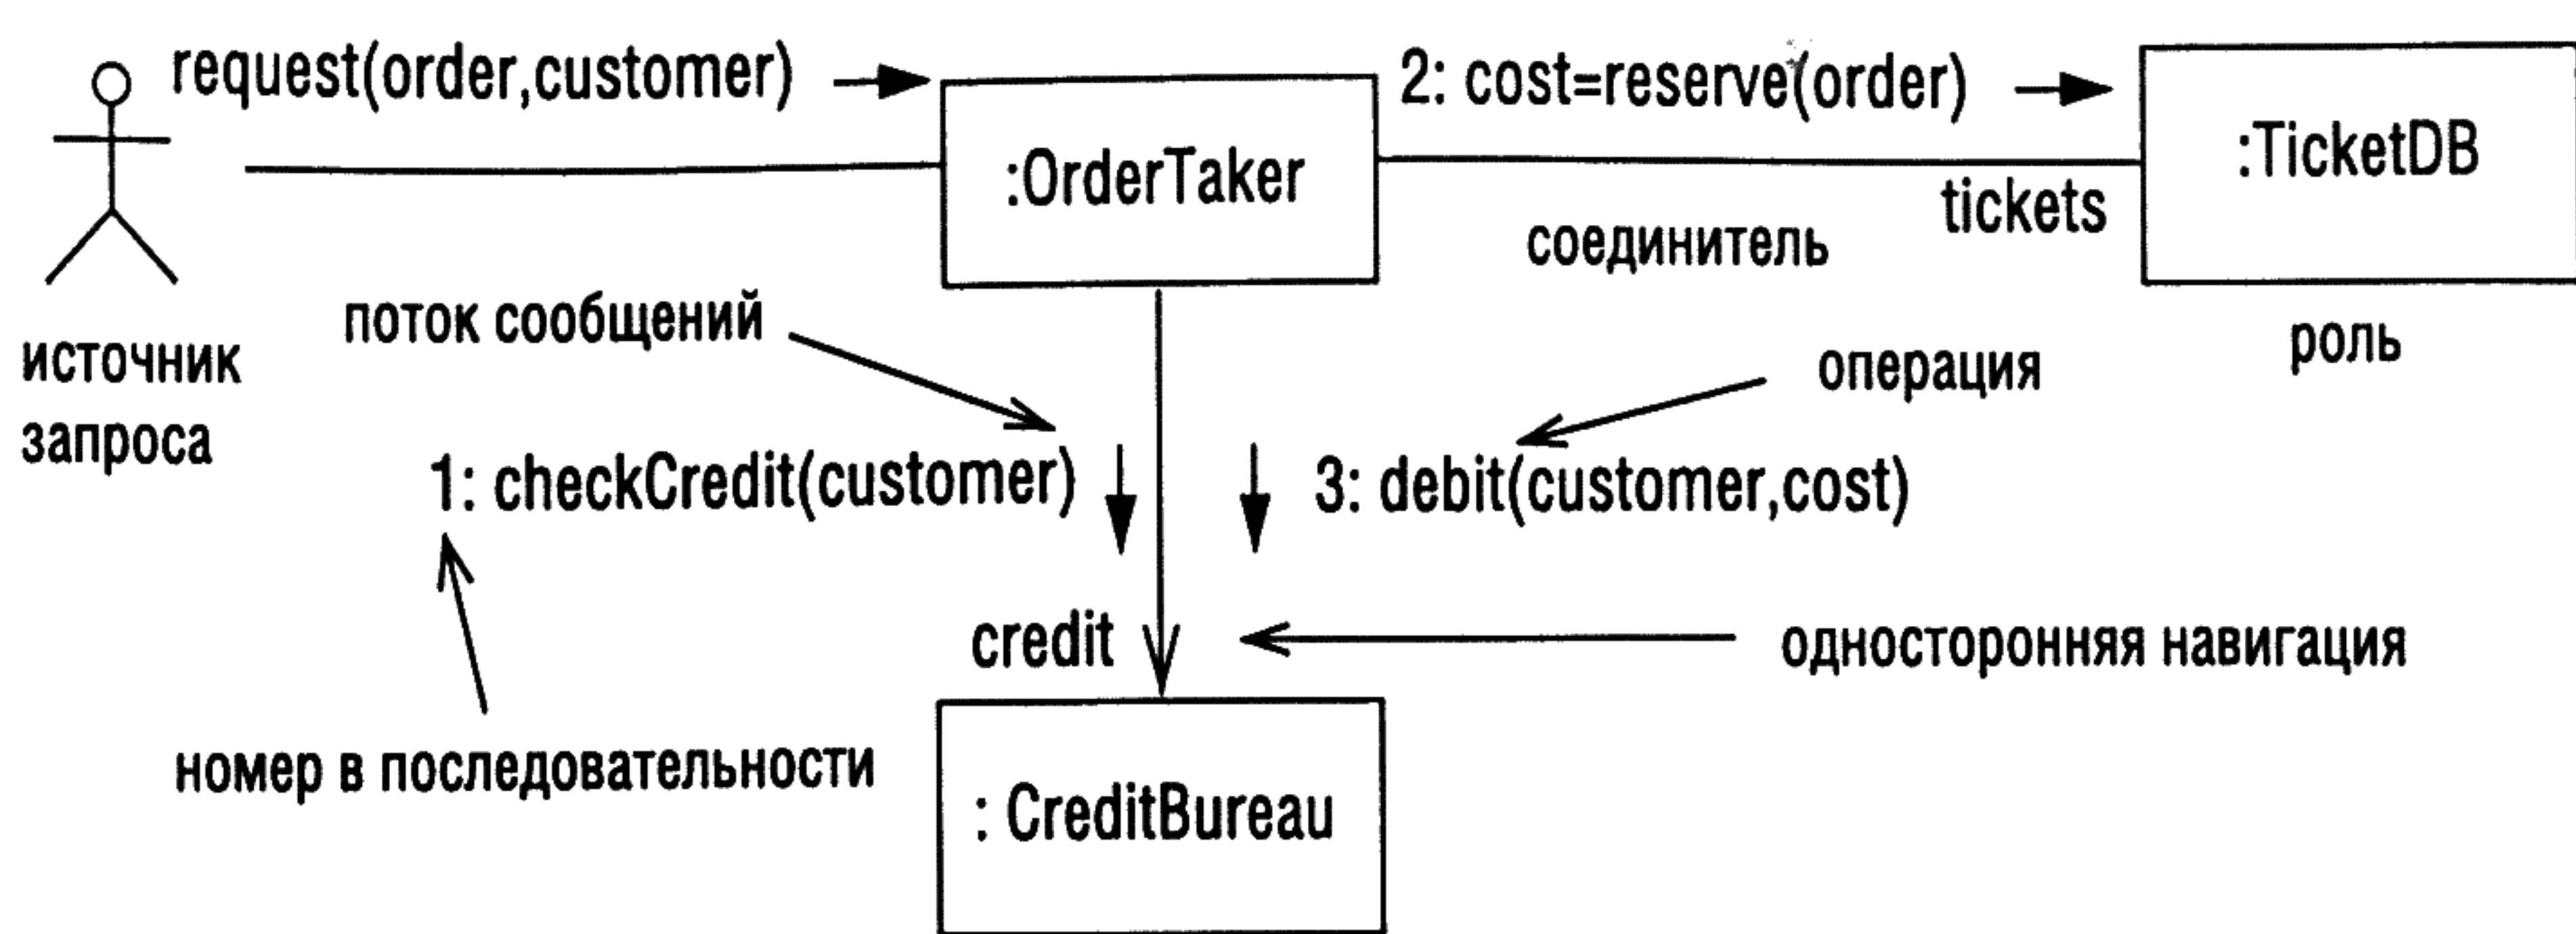 request(order,customer)
2: cost=reserve(order)
:OrderTaker
:TicketDB
tickets
соединитель
поток сообщений
источник
запроса
роль
операция
1: checkCredit(customer)
3: debit(customer,cost)
credit
односторонняя навигация
номер в последовательности
: CreditBureau